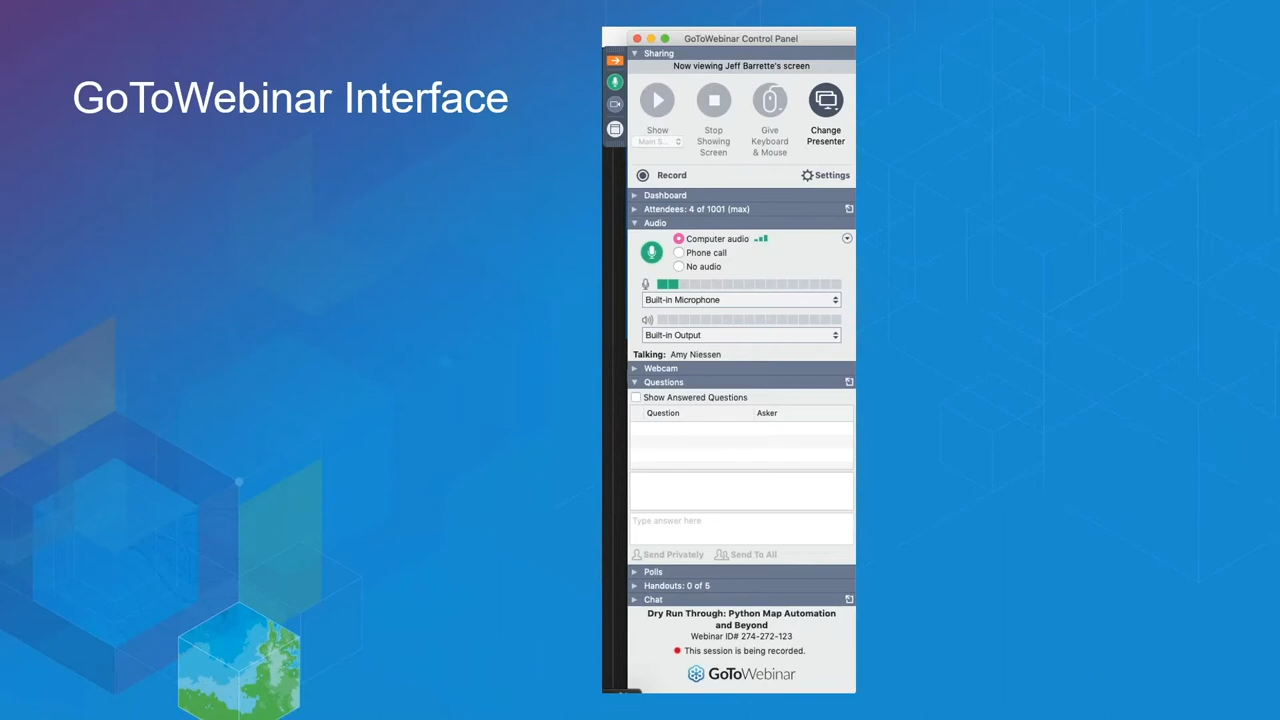 GoToWebinar Interface
GoToWebinar Control Panel
Sharing
Now viewing Jeff Barrette's screen
Show
Main S...
Stop
Showing
Screen
Give
Keyboard
& Mouse
Change
Presenter
Record
Settings
Dashboard
Attendees: 4 of 1001 (max)
Audio
Computer audio
Phone call
No audio
Built-in Microphone
Built-in Output
Talking: Amy Niessen
Webcam
Questions
Show Answered Questions
Question Asker
Type answer here
Send Privately Send To All
Polls
Handouts: 0 of 5
Chat
Dry Run Through: Python Map Automation
and Beyond
Webinar ID# 274-272-123
This session is being recorded.
GoToWebinar